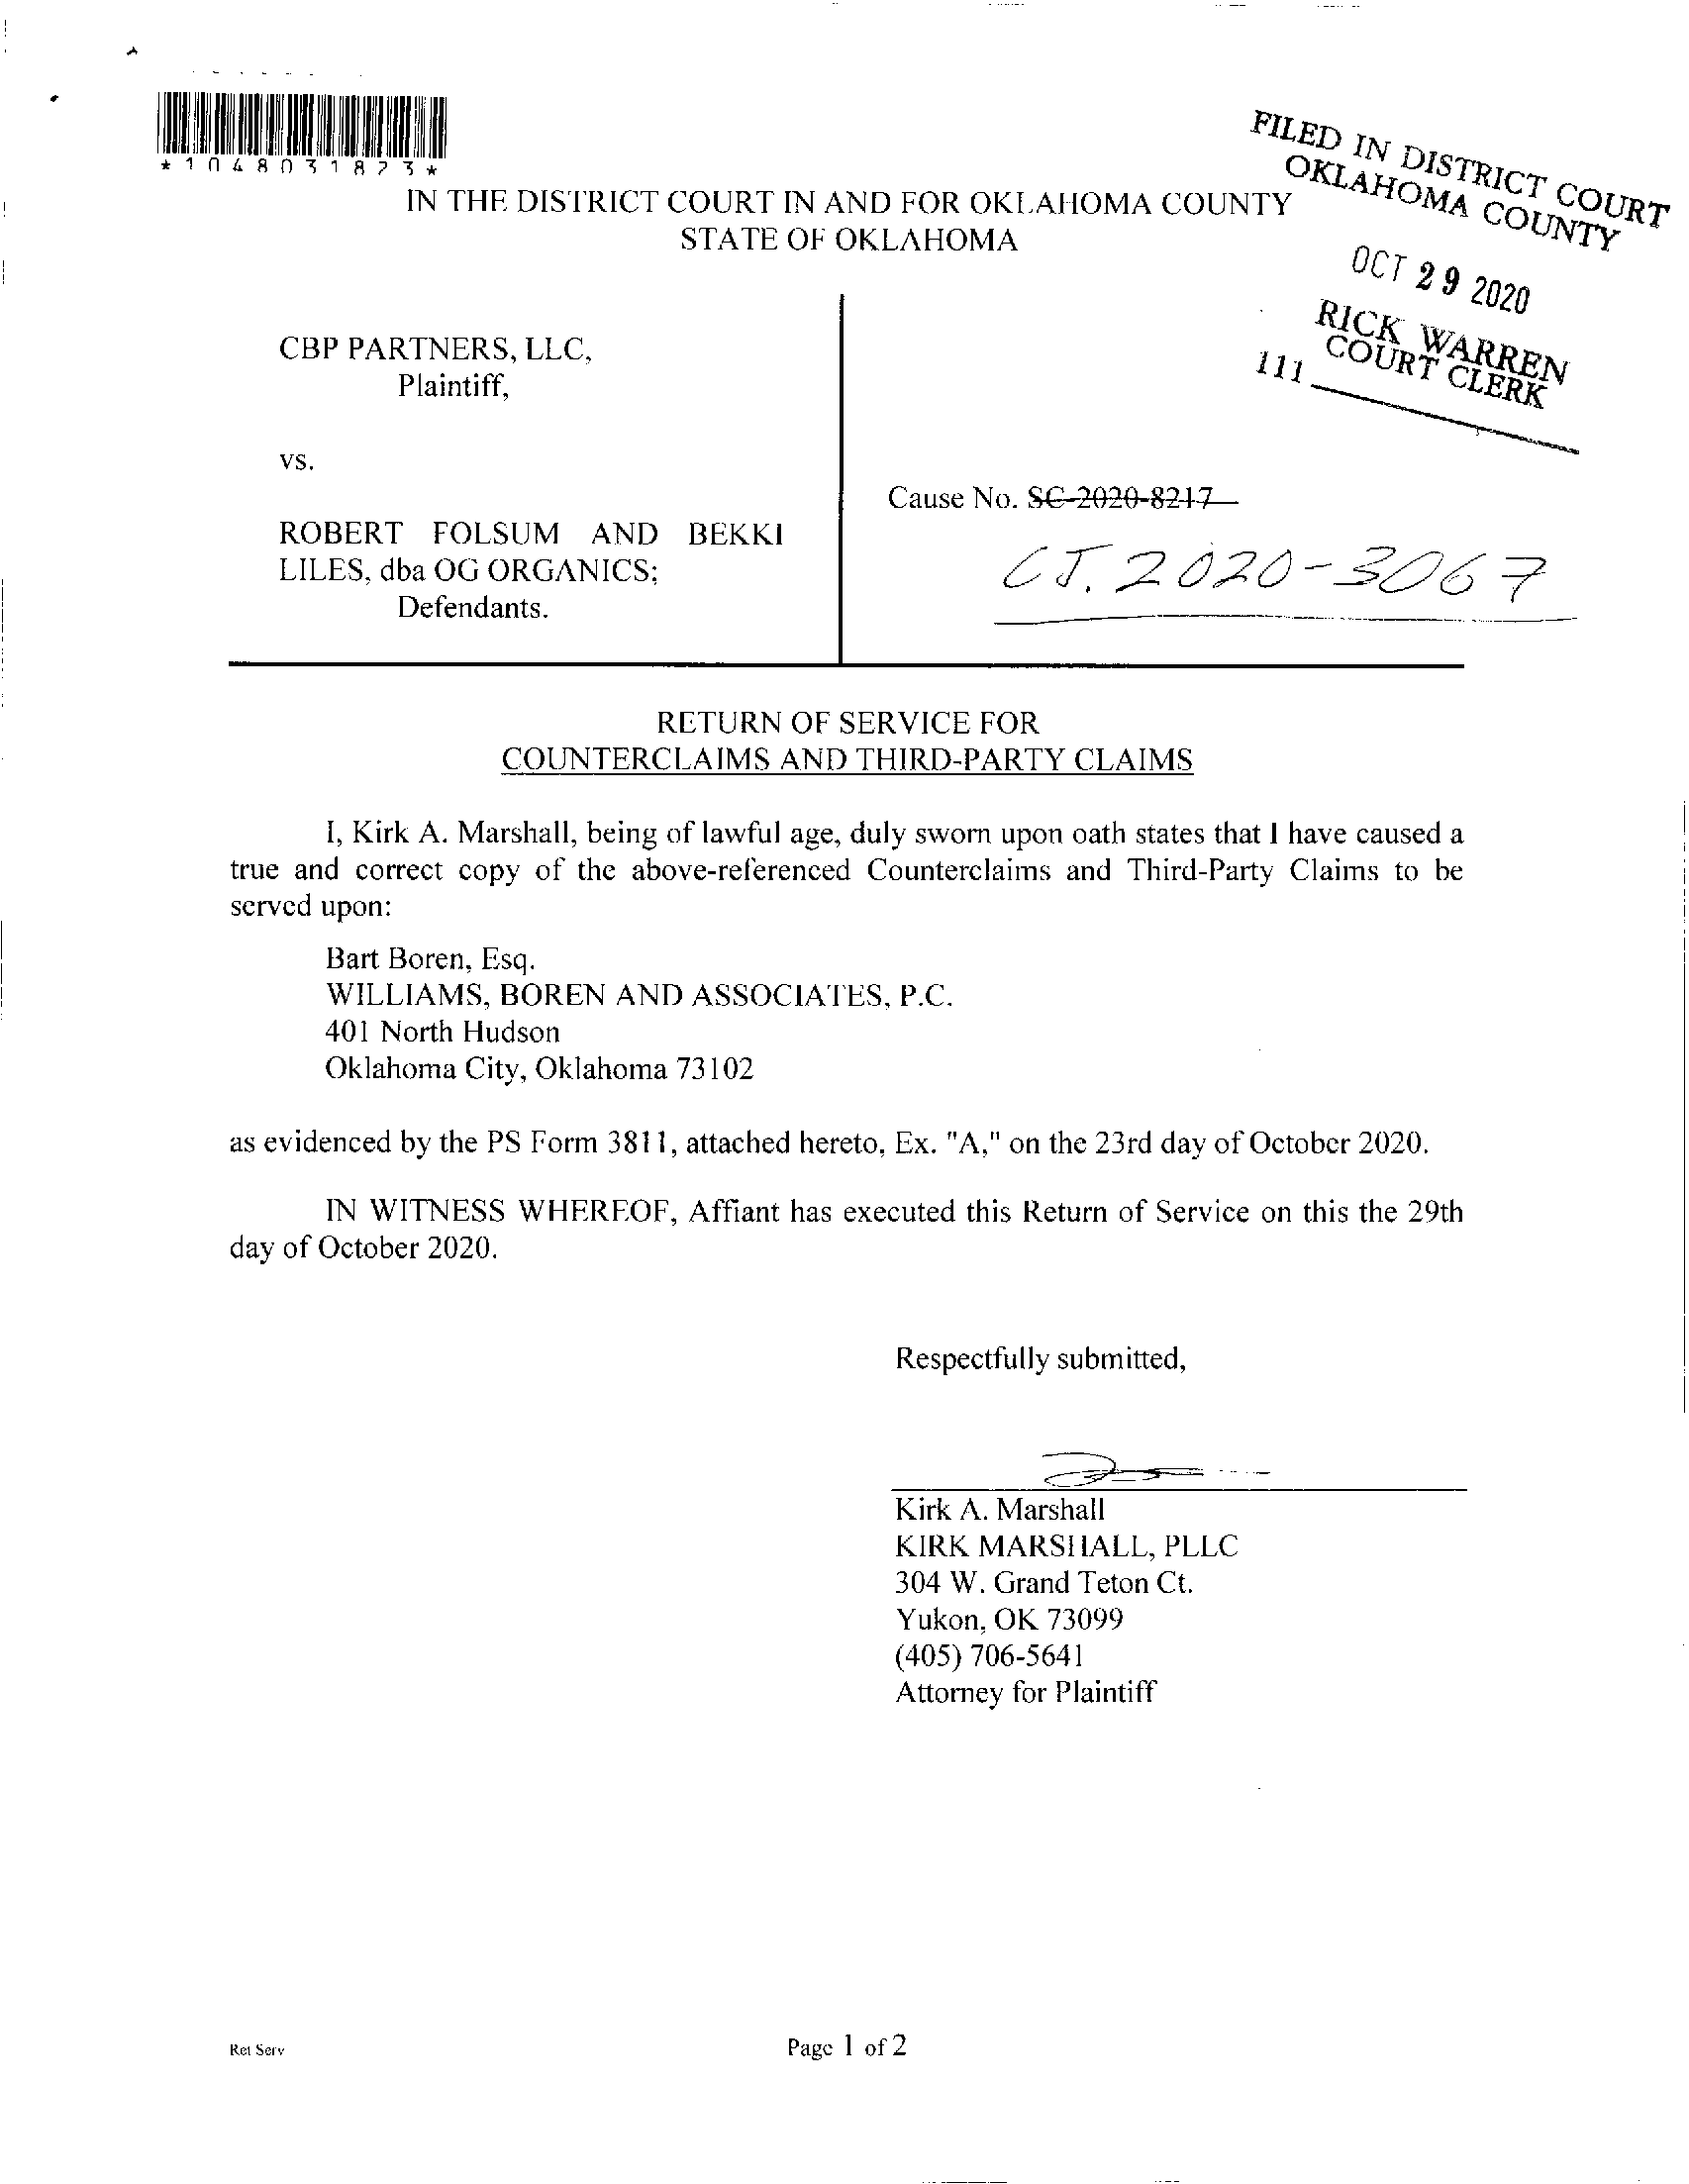 *1048031873*
FILED IN DISTRICT COURT
OKLAHOMA COUNTY
OCT 29 2020
RICK WARREN
COURT CLERK
111
IN THE DISTRICT COURT IN AND FOR OKLAHOMA COUNTY
STATE OF OKLAHOMA
CBP PARTNERS, LLC,
Plaintiff,
vs.
ROBERT FOLSUM AND BEKKI
LILES, dba OG ORGANICS;
Defendants.
Cause No. SC-2020-8217
CJ. 2020-3067
RETURN OF SERVICE FOR
COUNTERCLAIMS AND THIRD-PARTY CLAIMS
I, Kirk A. Marshall, being of lawful age, duly sworn upon oath states that I have caused a
true and correct copy of the above-referenced Counterclaims and Third-Party Claims to be
served upon:
Bart Boren, Esq.
WILLIAMS, BOREN AND ASSOCIATES, P.C.
401 North Hudson
Oklahoma City, Oklahoma 73102
as evidenced by the PS Form 3811, attached hereto, Ex. "A," on the 23rd day of October 2020.
IN WITNESS WHEREOF, Affiant has executed this Return of Service on this the 29th
day of October 2020.
Respectfully submitted,
Kirk A. Marshall
KIRK MARSHALL, PLLC
304 W. Grand Teton Ct.
Yukon, OK 73099
(405) 706-5641
Attorney for Plaintiff
Ret Serv
Page 1 of 2